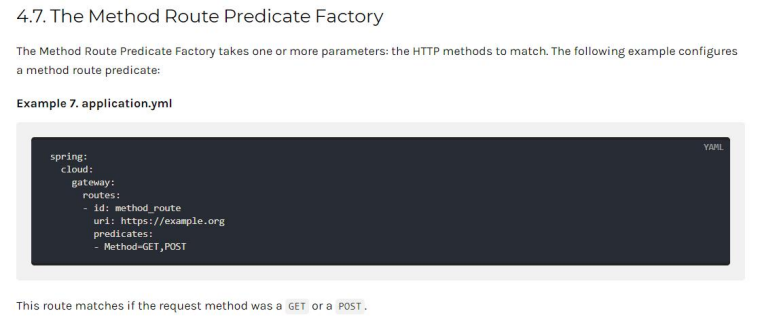 4.7. The Method Route Predicate Factory
The Method Route Predicate Factory takes one or more parameters: the HTTP methods to match. The following example configures
a method route predicate:
Example 7. application.yml
YAML
spring:
  cloud:
    gateway:
      routes:
      - id: method_route
        uri: https://example.org
        predicates:
        - Method=GET,POST
This route matches if the request method was a GET or a POST.